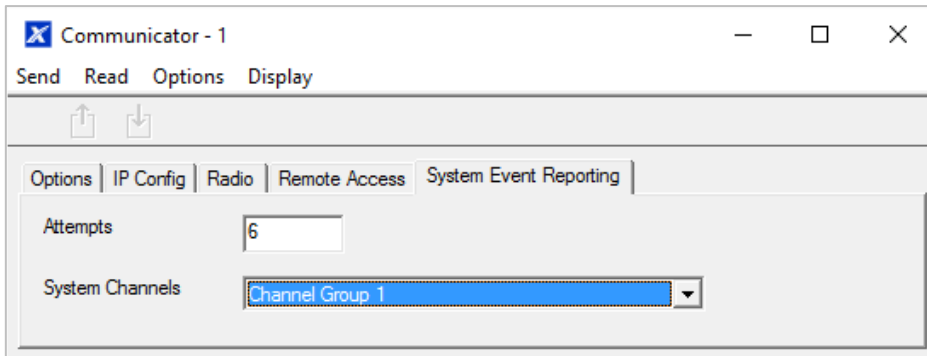 Communicator - 1
Send Read Options Display
Options IP Config Radio Remote Access System Event Reporting
Attempts 6
System Channels Channel Group 1